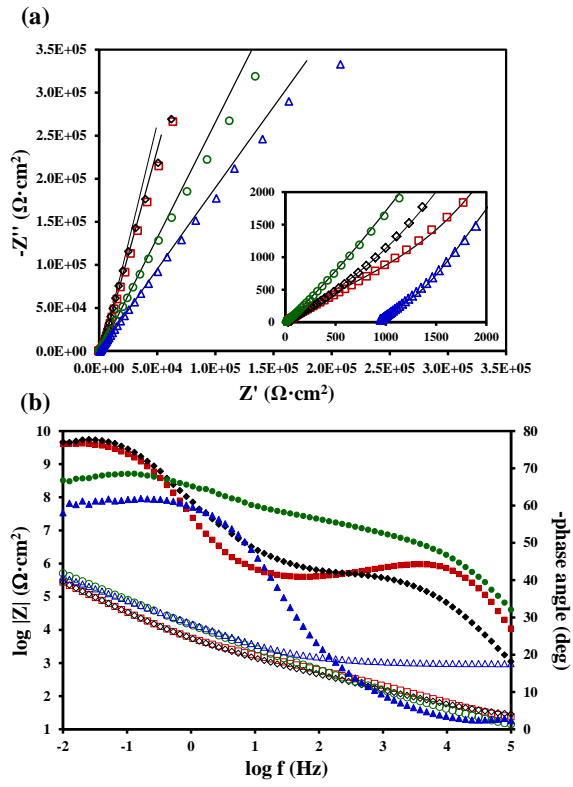 (a)
3.5E+05
3.0E+05
2.5E+05
2.0E+05
1.5E+05
1.0E+05
5.0E+04
0.0E+00
-Z'' (Ω·cm²)
2000
1500
1000
500
0
0 500 1000 1500 2000
0.0E+00 5.0E+04 1.0E+05 1.5E+05 2.0E+05 2.5E+05 3.0E+05 3.5E+05
Z' (Ω·cm²)
(b)
10
9
8
7
6
5
4
3
2
1
log |Z| (Ω·cm²)
80
70
60
50
40
30
20
10
0
-phase angle (deg)
-2 -1 0 1 2 3 4 5
log f (Hz)